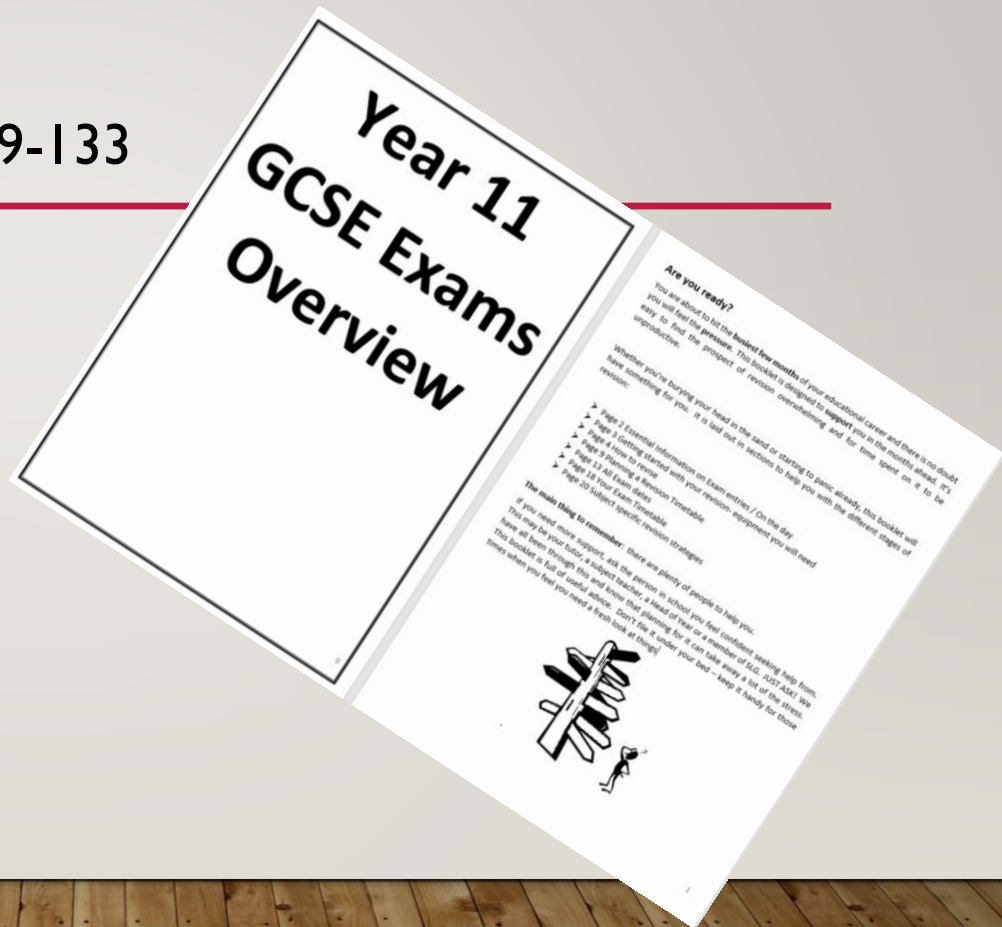 9-133
Year 11
GCSE Exams
Overview
0
Are you ready?
You are about to hit the busiest few months of your educational career and there is no doubt
you will feel the pressure. This booklet is designed to support you in the months ahead. It's
easy to find the prospect of revision overwhelming and for time spent on it to be
unproductive.
Whether you're burying your head in the sand or starting to panic already, this booklet will
have something for you. It is laid out in sections to help you with the different stages of
revision:
➤ Page 2 Essential Information on Exam entries / On the day
➤ Page 3 Getting started with your revision- equipment you will need
➤ Page 4 How to revise
➤ Page 9 Planning a Revision Timetable
➤ Page 13 All Exam dates
➤ Page 18 Your Exam Timetable
➤ Page 20 Subject specific revision strategies
The main thing to remember: there are plenty of people to help you.
If you need more support, ask the person in school you feel confident seeking help from.
This may be your tutor, a subject teacher, a Head of Year or a member of SLG. JUST ASK! We
have all been through this and know that planning for it can take away a lot of the stress.
This booklet is full of useful advice. Don't file it under your bed – keep it handy for those
times when you feel you need a fresh look at things
1